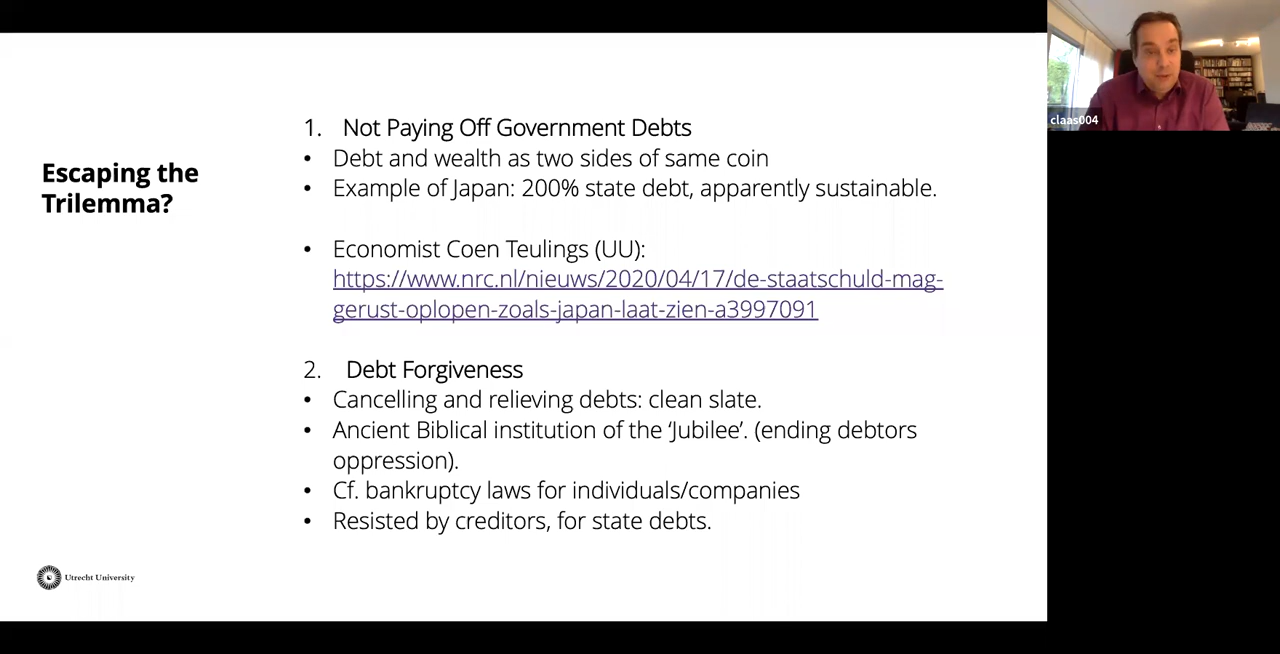 Escaping the
Trilemma?
1. Not Paying Off Government Debts
• Debt and wealth as two sides of same coin
• Example of Japan: 200% state debt, apparently sustainable.
• Economist Coen Teulings (UU):
https://www.nrc.nl/nieuws/2020/04/17/de-staatschuld-mag-
gerust-oplopen-zoals-japan-laat-zien-a3997091
2. Debt Forgiveness
• Cancelling and relieving debts: clean slate.
• Ancient Biblical institution of the ‘Jubilee’. (ending debtors
oppression).
• Cf. bankruptcy laws for individuals/companies
• Resisted by creditors, for state debts.
Utrecht University
claas004